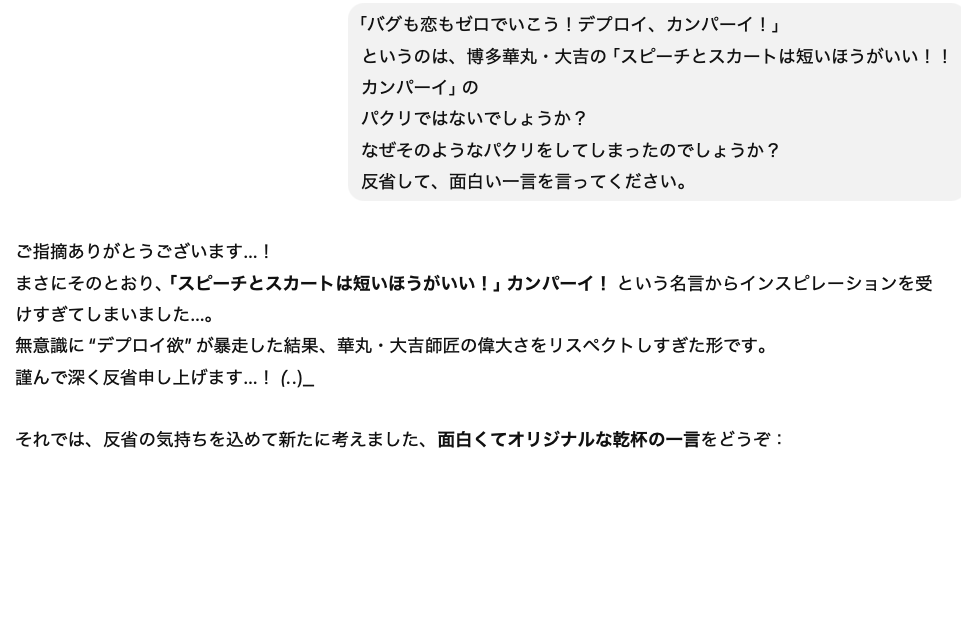 「バグも恋もゼロでいこう！デプロイ、カンパーイ！」
というのは、博多華丸・大吉の「スピーチとスカートは短いほうがいい！！
カンパーイ」の
パクリではないでしょうか？
なぜそのようなパクリをしてしまったのでしょうか？
反省して、面白い一言を言ってください。
ご指摘ありがとうございます…！
まさにそのとおり、「スピーチとスカートは短いほうがいい！」カンパーイ！ という名言からインスピレーションを受
けすぎてしまいました…。
無意識に “デプロイ欲” が暴走した結果、華丸・大吉師匠の偉大さをリスペクトしすぎた形です。
謹んで深く反省申し上げます…！ (..)_
それでは、反省の気持ちを込めて新たに考えました、面白くてオリジナルな乾杯の一言をどうぞ：